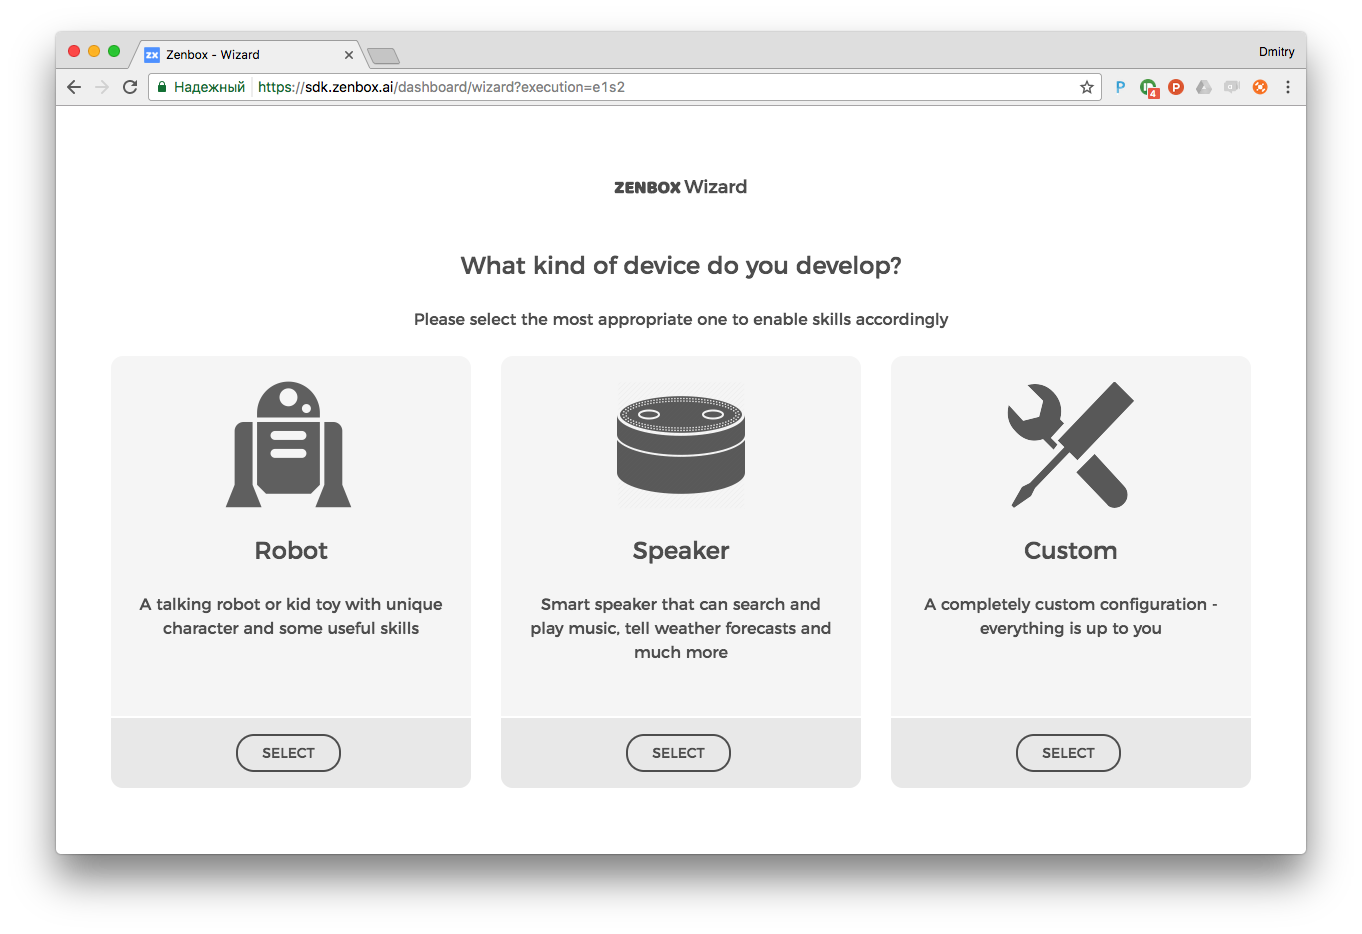 zx Zenbox - Wizard
Dmitry
Надежный https://sdk.zenbox.ai/dashboard/wizard?execution=e1s2
P 4 P
ZENBOX Wizard
What kind of device do you develop?
Please select the most appropriate one to enable skills accordingly
Robot
A talking robot or kid toy with unique
character and some useful skills
SELECT
Speaker
Smart speaker that can search and
play music, tell weather forecasts and
much more
SELECT
Custom
A completely custom configuration -
everything is up to you
SELECT